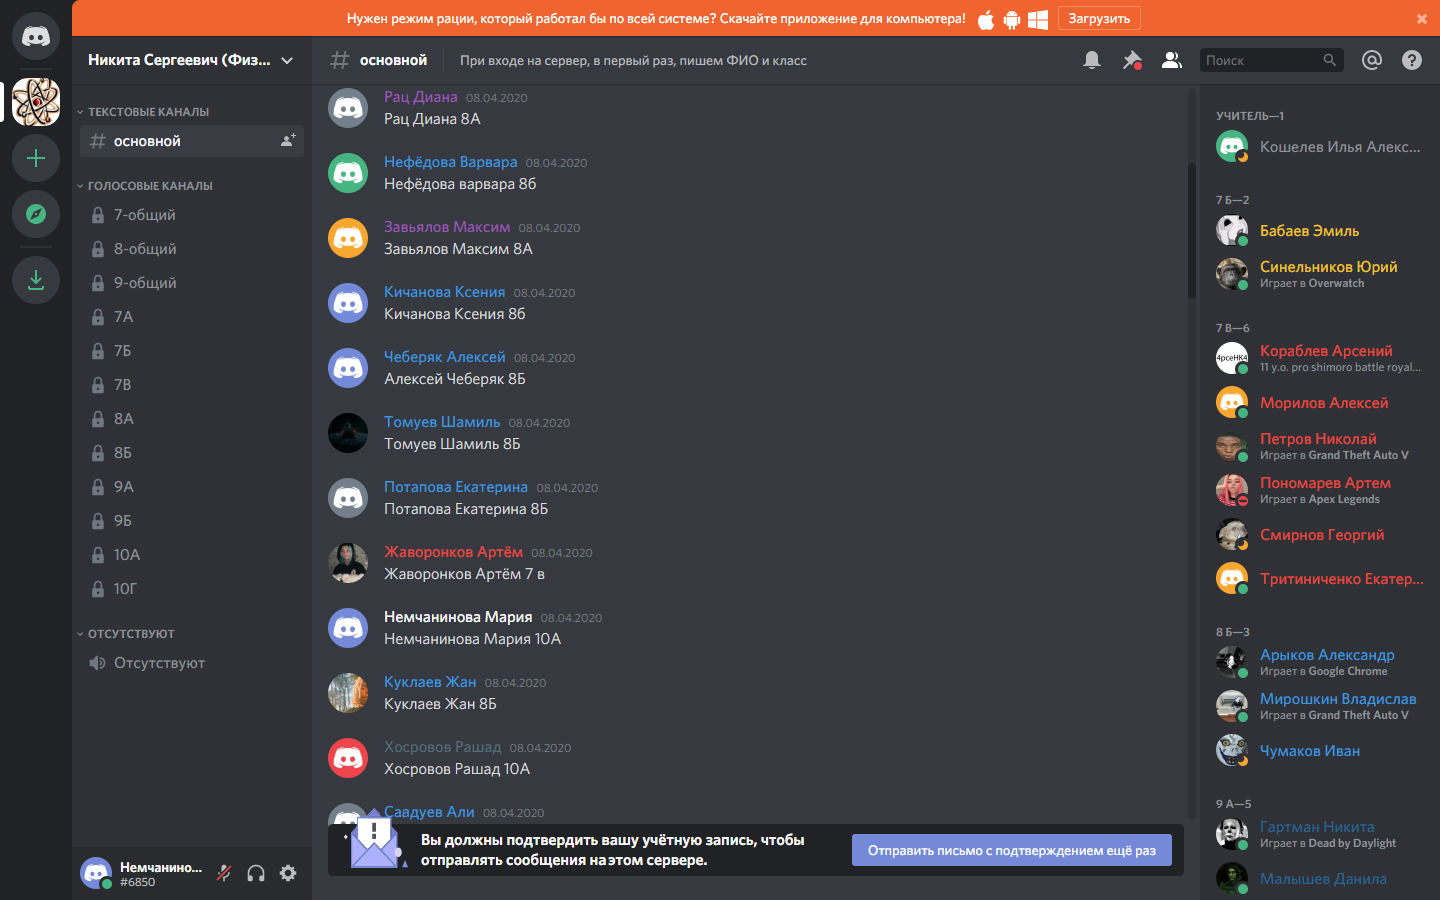 Нужен режим рации, который работал бы по всей системе? Скачайте приложение для компьютера!
Загрузить
Никита Сергеевич (Физ...
ТЕКСТОВЫЕ КАНАЛЫ
основной
ГОЛОСОВЫЕ КАНАЛЫ
7-общий
8-общий
9-общий
7А
7Б
7В
8А
8Б
9А
9Б
10А
10Г
ОТСУТСТВУЮТ
Отсутствуют
Немчанино...
#6850
# основной
При входе на сервер, в первый раз, пишем ФИО и класс
Поиск
Рац Диана 08.04.2020
Рац Диана 8А
Нефёдова Варвара 08.04.2020
Нефёдова варвара 8б
Завьялов Максим 08.04.2020
Завьялов Максим 8А
Кичанова Ксения 08.04.2020
Кичанова Ксения 8б
Чеберяк Алексей 08.04.2020
Алексей Чеберяк 8Б
Томуев Шамиль 08.04.2020
Томуев Шамиль 8Б
Потапова Екатерина 08.04.2020
Потапова Екатерина 8Б
Жаворонков Артём 08.04.2020
Жаворонков Артём 7 в
Немчанинова Мария 08.04.2020
Немчанинова Мария 10А
Куклаев Жан 08.04.2020
Куклаев Жан 8Б
Хосровов Рашад 08.04.2020
Хосровов Рашад 10А
Саадуев Али 08.04.2020
Вы должны подтвердить вашу учётную запись, чтобы
отправлять сообщения на этом сервере.
Отправить письмо с подтверждением ещё раз
УЧИТЕЛЬ—1
Кошелев Илья Алекс...
7 Б—2
Бабаев Эмиль
Синельников Юрий
Играет в Overwatch
7 В—6
4рсеНК4
Кораблев Арсений
11 y.o. pro shimoro battle royal...
Морилов Алексей
Петров Николай
Играет в Grand Theft Auto V
Пономарев Артем
Играет в Apex Legends
Смирнов Георгий
Тритиниченко Екатер...
8 Б—3
Арыков Александр
Играет в Google Chrome
Мирошкин Владислав
Играет в Grand Theft Auto V
Чумаков Иван
9 А—5
Гартман Никита
Играет в Dead by Daylight
Малышев Данила